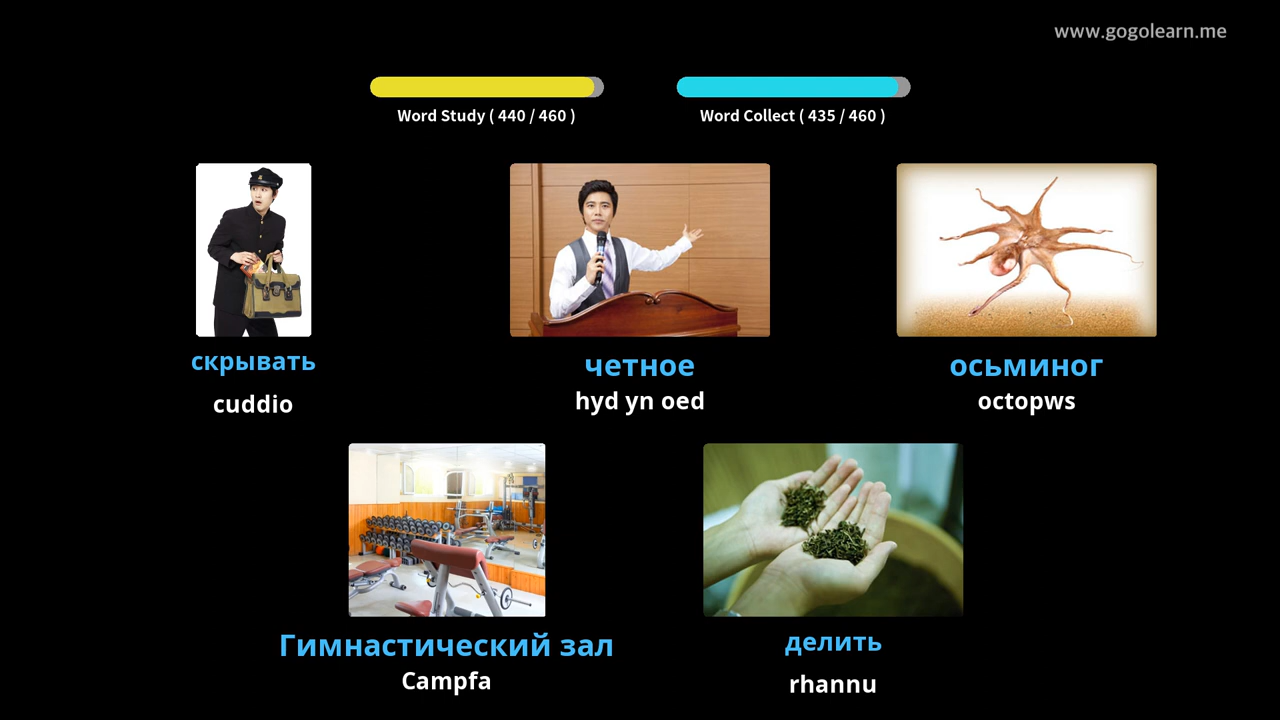 www.gogolearn.me
Word Study ( 440 / 460 )
Word Collect ( 435 / 460 )
скрывать
cuddio
четное
hyd yn oed
осьминог
octopws
Гимнастический зал
Campfa
делить
rhannu